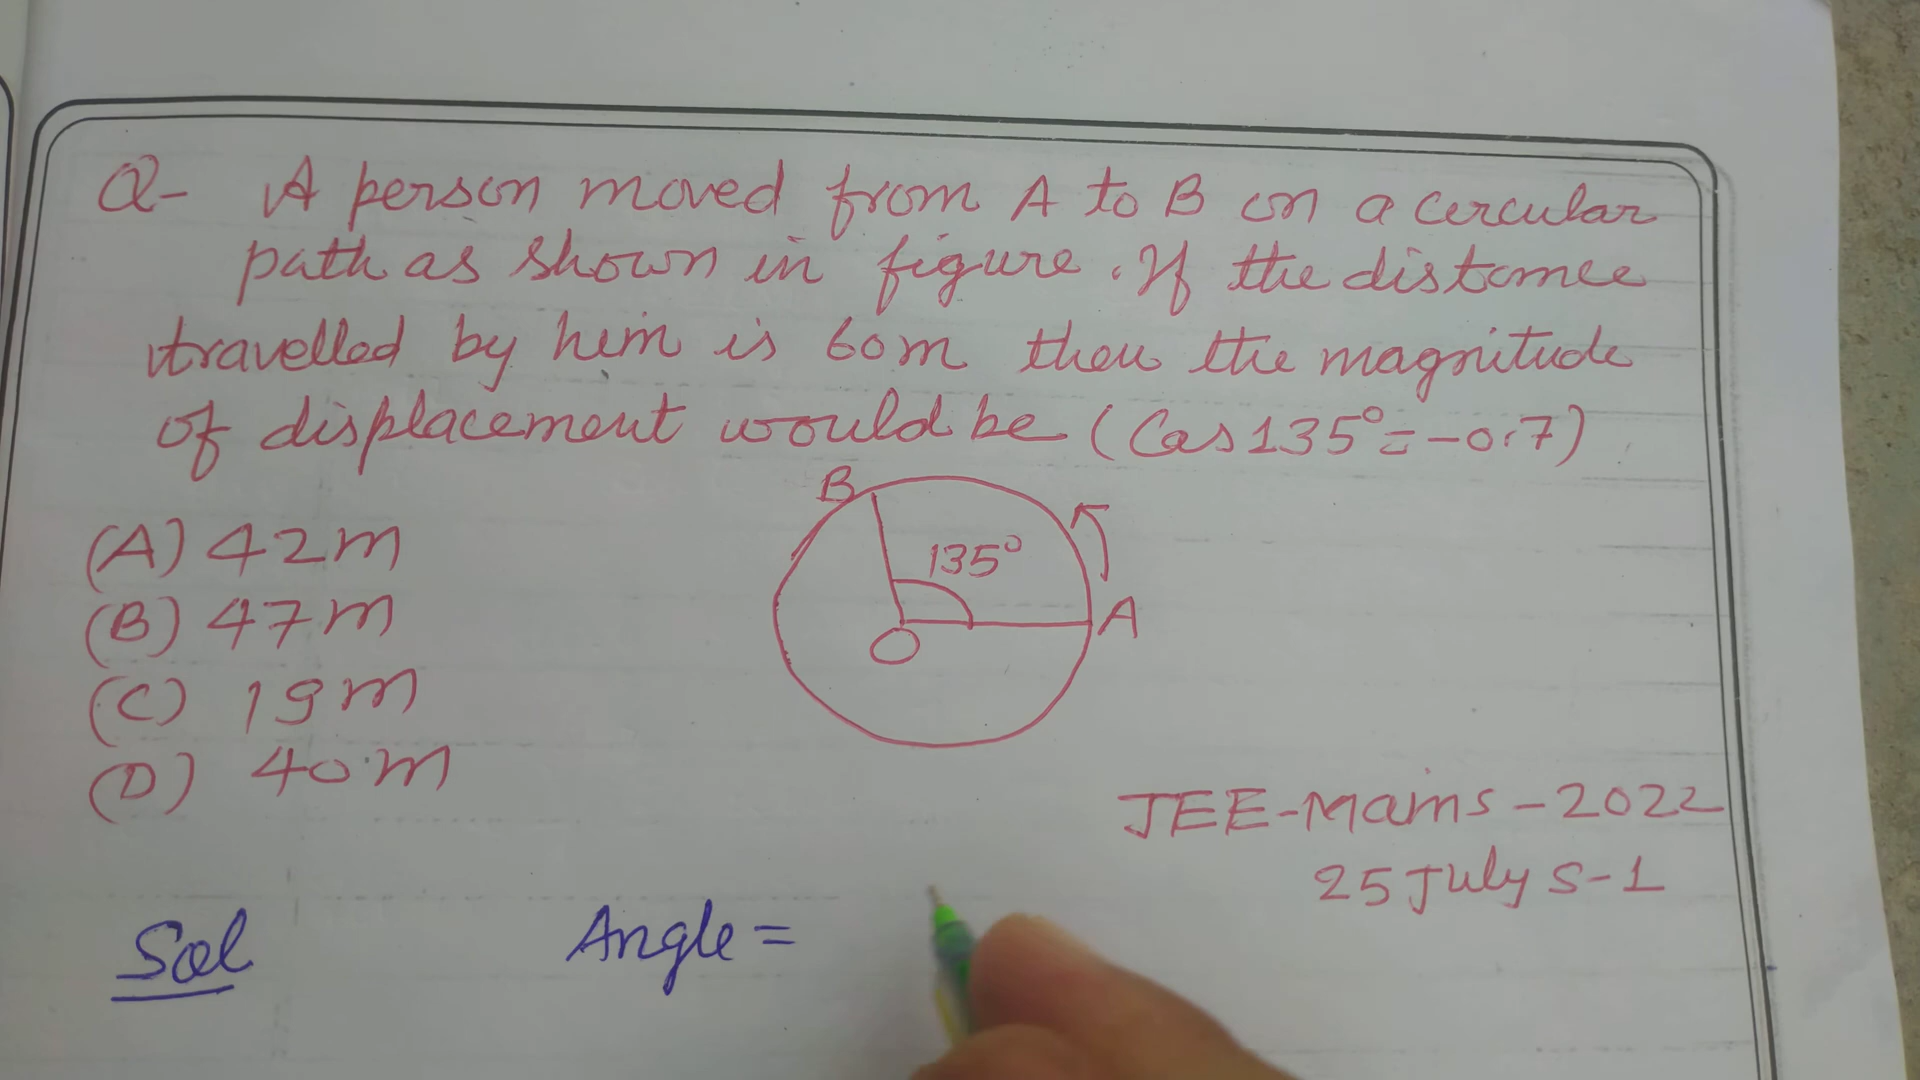 Q- A person moved from A to B on a circular
path as shown in figure. If the distance
travelled by him is 60m then the magnitude
of displacement would be (Cos 135° = -0.7)
B
135°
A
O
(A) 42m
(B) 47m
(C) 19m
(D) 40m
JEE-Mains-2022
25 July S-1
Sol Angle =